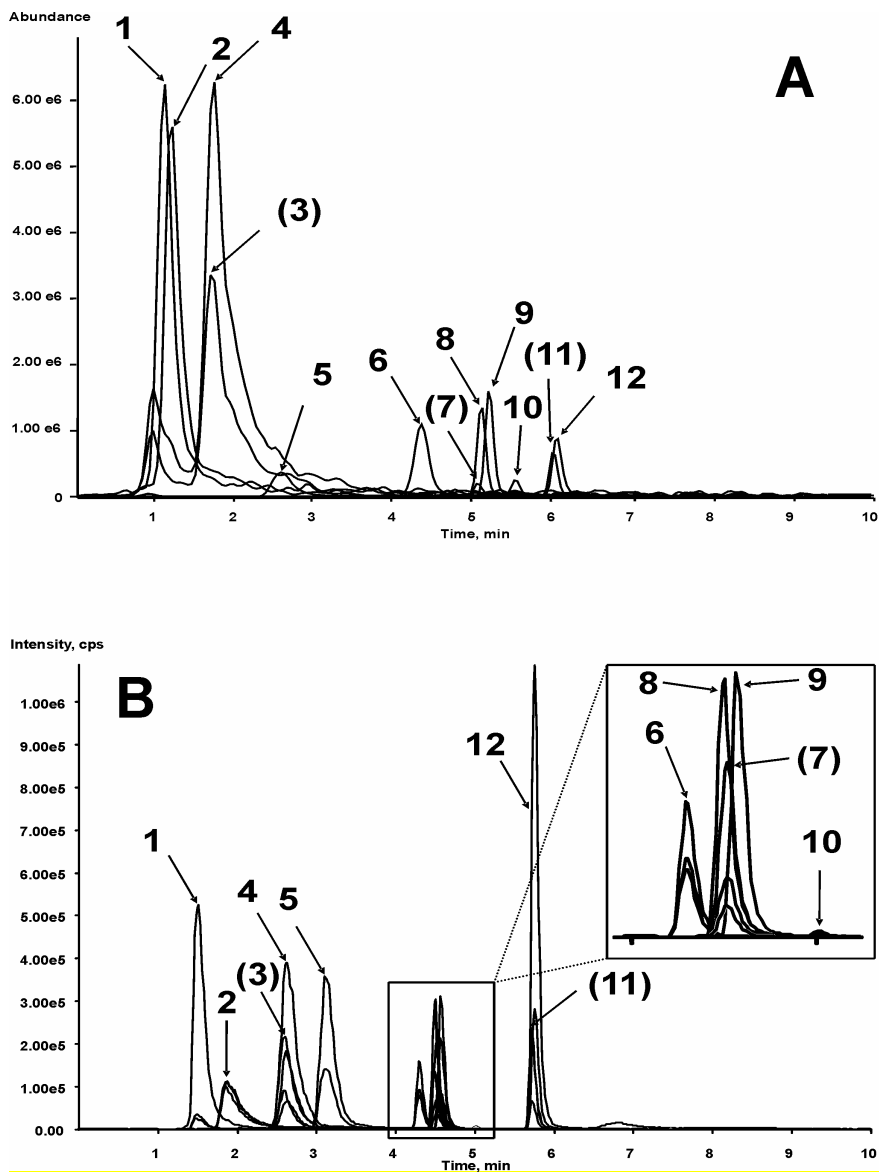 Abundance
1
2
4
A
6.00 e6
5.00 e6
(3)
4.00 e6
3.00 e6
9
8
(11)
2.00 e6
6
5
12
(7)
10
1.00 e6
0
1 2 3 4 5 6 7 8 9 10
Time, min
Intensity, cps
B
8
9
1.00e6
6
12
(7)
9.00e5
8.00e5
1
10
7.00e5
6.00e5
4
5
5.00e5
4.00e5
(3)
(11)
2
3.00e5
2.00e5
1.00e5
0.00
1 2 3 4 5 6 7 8 9 10
Time, min